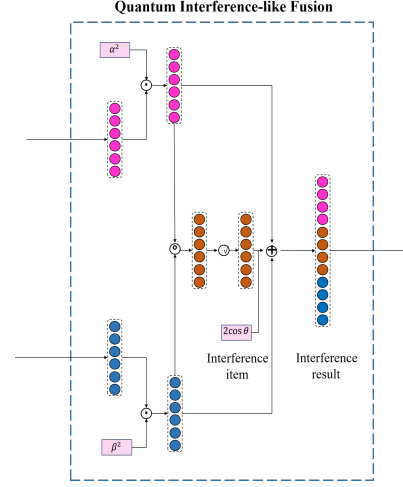 Quantum Interference-like Fusion
α²
2cos θ
Interference
item
Interference
result
β²